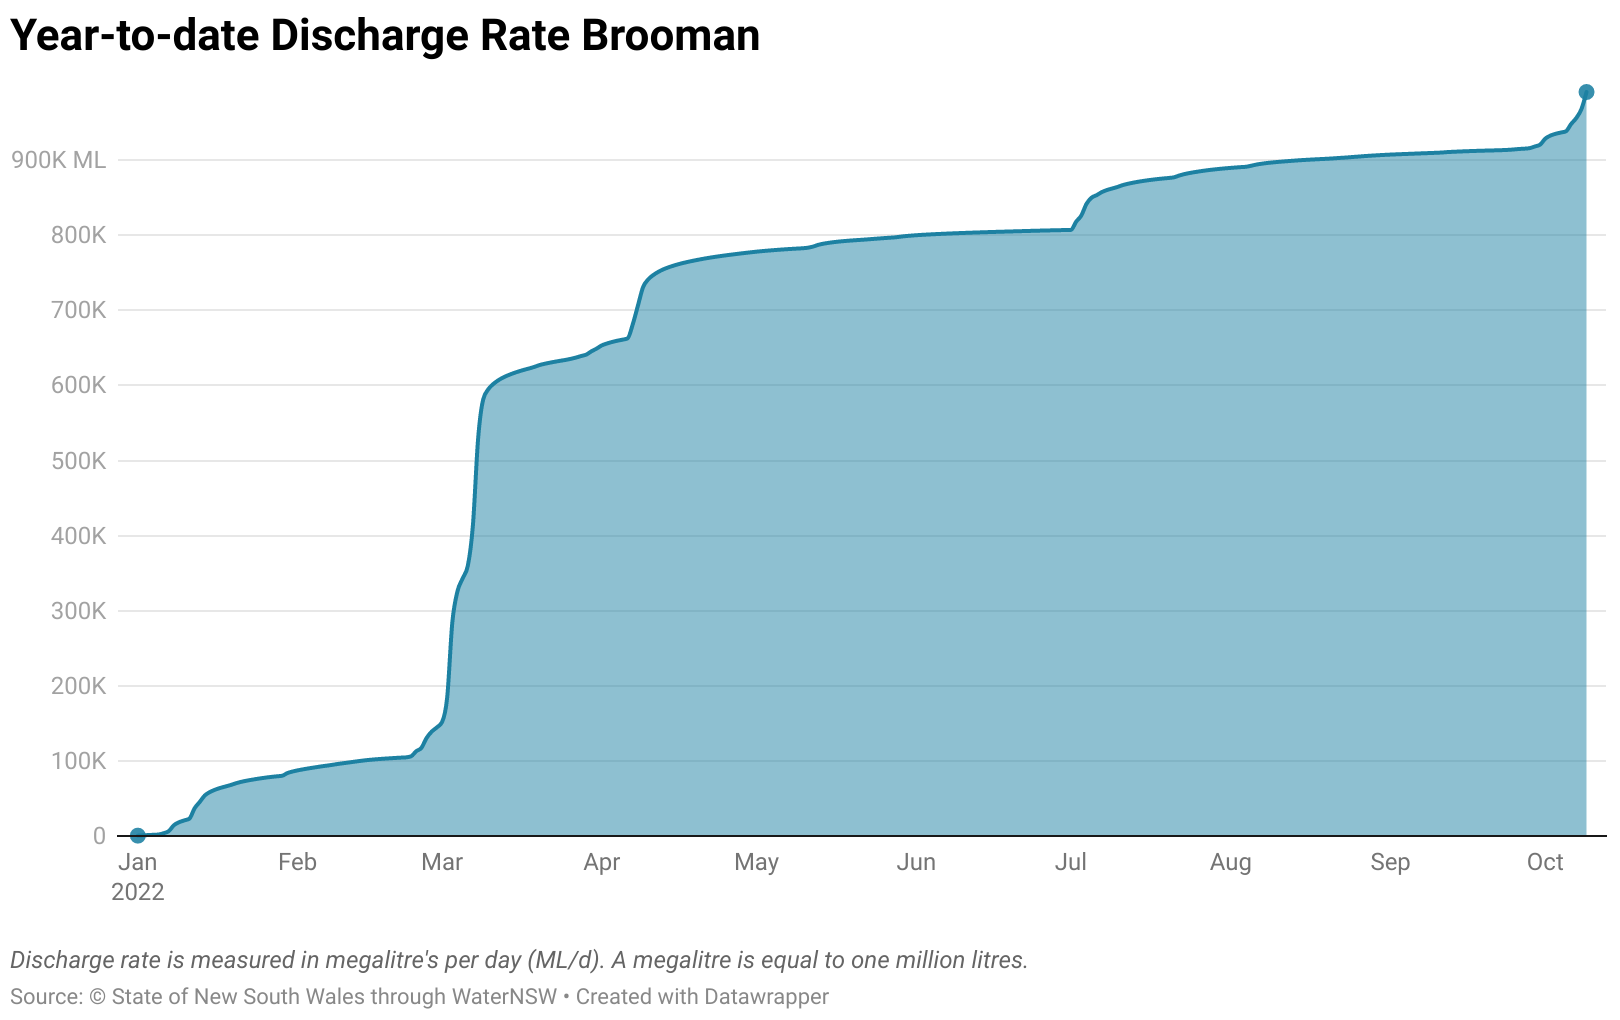 Year-to-date Discharge Rate Brooman
900K ML
800K
700K
600K
500K
400K
300K
200K
100K
0
Jan Feb Mar Apr May Jun Jul Aug Sep Oct
2022
Discharge rate is measured in megalitre's per day (ML/d). A megalitre is equal to one million litres.
Source: © State of New South Wales through WaterNSW • Created with Datawrapper